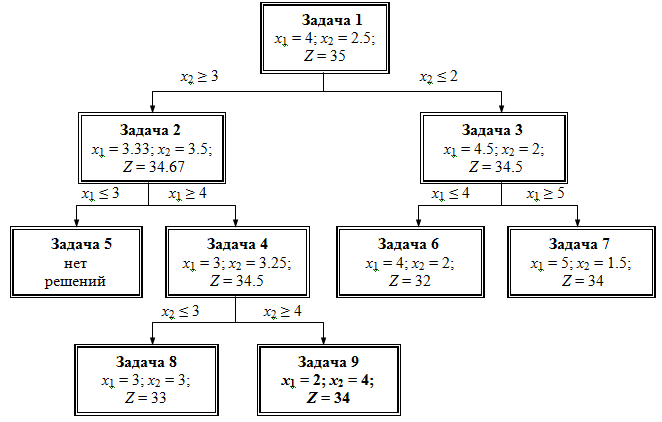 Задача 1
x1 = 4; x2 = 2.5;
Z = 35
x2 ≥ 3
x2 ≤ 2
Задача 2
x1 = 3.33; x2 = 3.5;
Z = 34.67
Задача 3
x1 = 4.5; x2 = 2;
Z = 34.5
x1 ≤ 3
x1 ≥ 4
x1 ≤ 4
x1 ≥ 5
Задача 5
нет
решений
Задача 4
x1 = 3; x2 = 3.25;
Z = 34.5
Задача 6
x1 = 4; x2 = 2;
Z = 32
Задача 7
x1 = 5; x2 = 1.5;
Z = 34
x2 ≤ 3
x2 ≥ 4
Задача 8
x1 = 3; x2 = 3;
Z = 33
Задача 9
x1 = 2; x2 = 4;
Z = 34